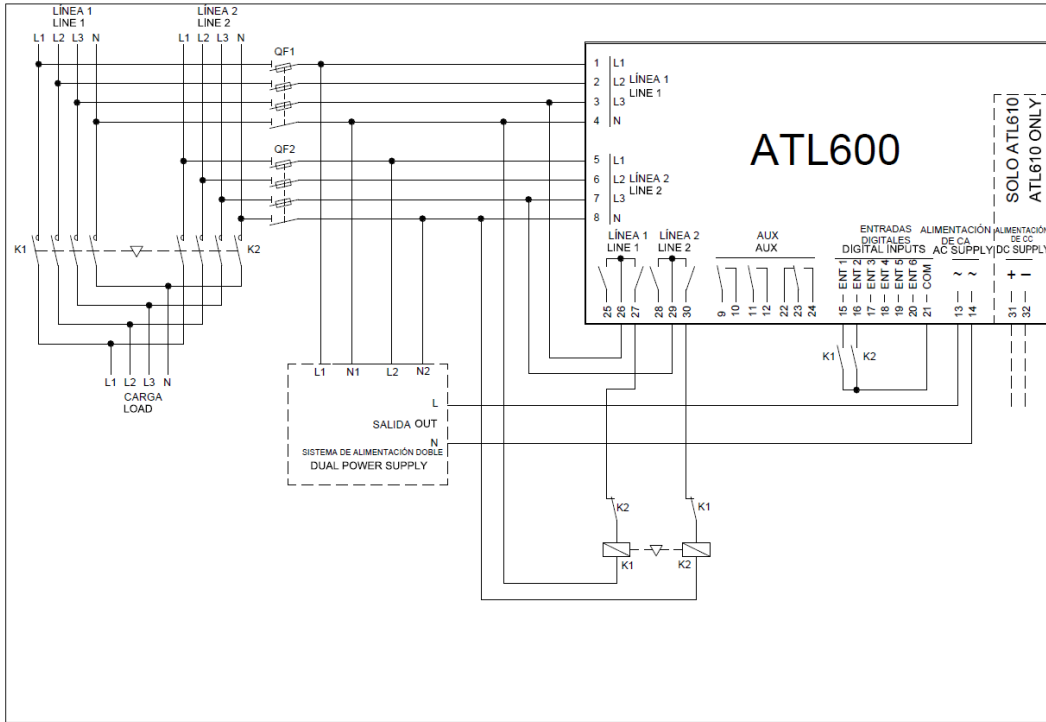 LÍNEA 1
LINE 1
LÍNEA 2
LINE 2
L1 L2 L3 N
L1 L2 L3 N
QF1
1 L1
2 L2
3 L3
4 N
LÍNEA 1
LINE 1
QF2
5 L1
6 L2
7 L3
8 N
LÍNEA 2
LINE 2
ATL600
SOLO ATL610
ATL610 ONLY
K1
K2
LÍNEA 1
LINE 1
LÍNEA 2
LINE 2
AUX
AUX
ENTRADAS
DIGITALES
DIGITAL INPUTS
ALIMENTACIÓN
DE CA
AC SUPPLY
ALIMENTACIÓN
DE CC
DC SUPPLY
~ ~
+ −
25 26 27 28 29 30
9 10 11 12 22 23 24
15 – ENT 1
16 – ENT 2
17 – ENT 3
18 – ENT 4
19 – ENT 5
20 – ENT 6
21 – COM
13 14
31 32
K1 K2
L1 L2 L3 N
CARGA
LOAD
L1 N1 L2 N2
L
SALIDA OUT
N
SISTEMA DE ALIMENTACIÓN DOBLE
DUAL POWER SUPPLY
K2
K1
K1
K2